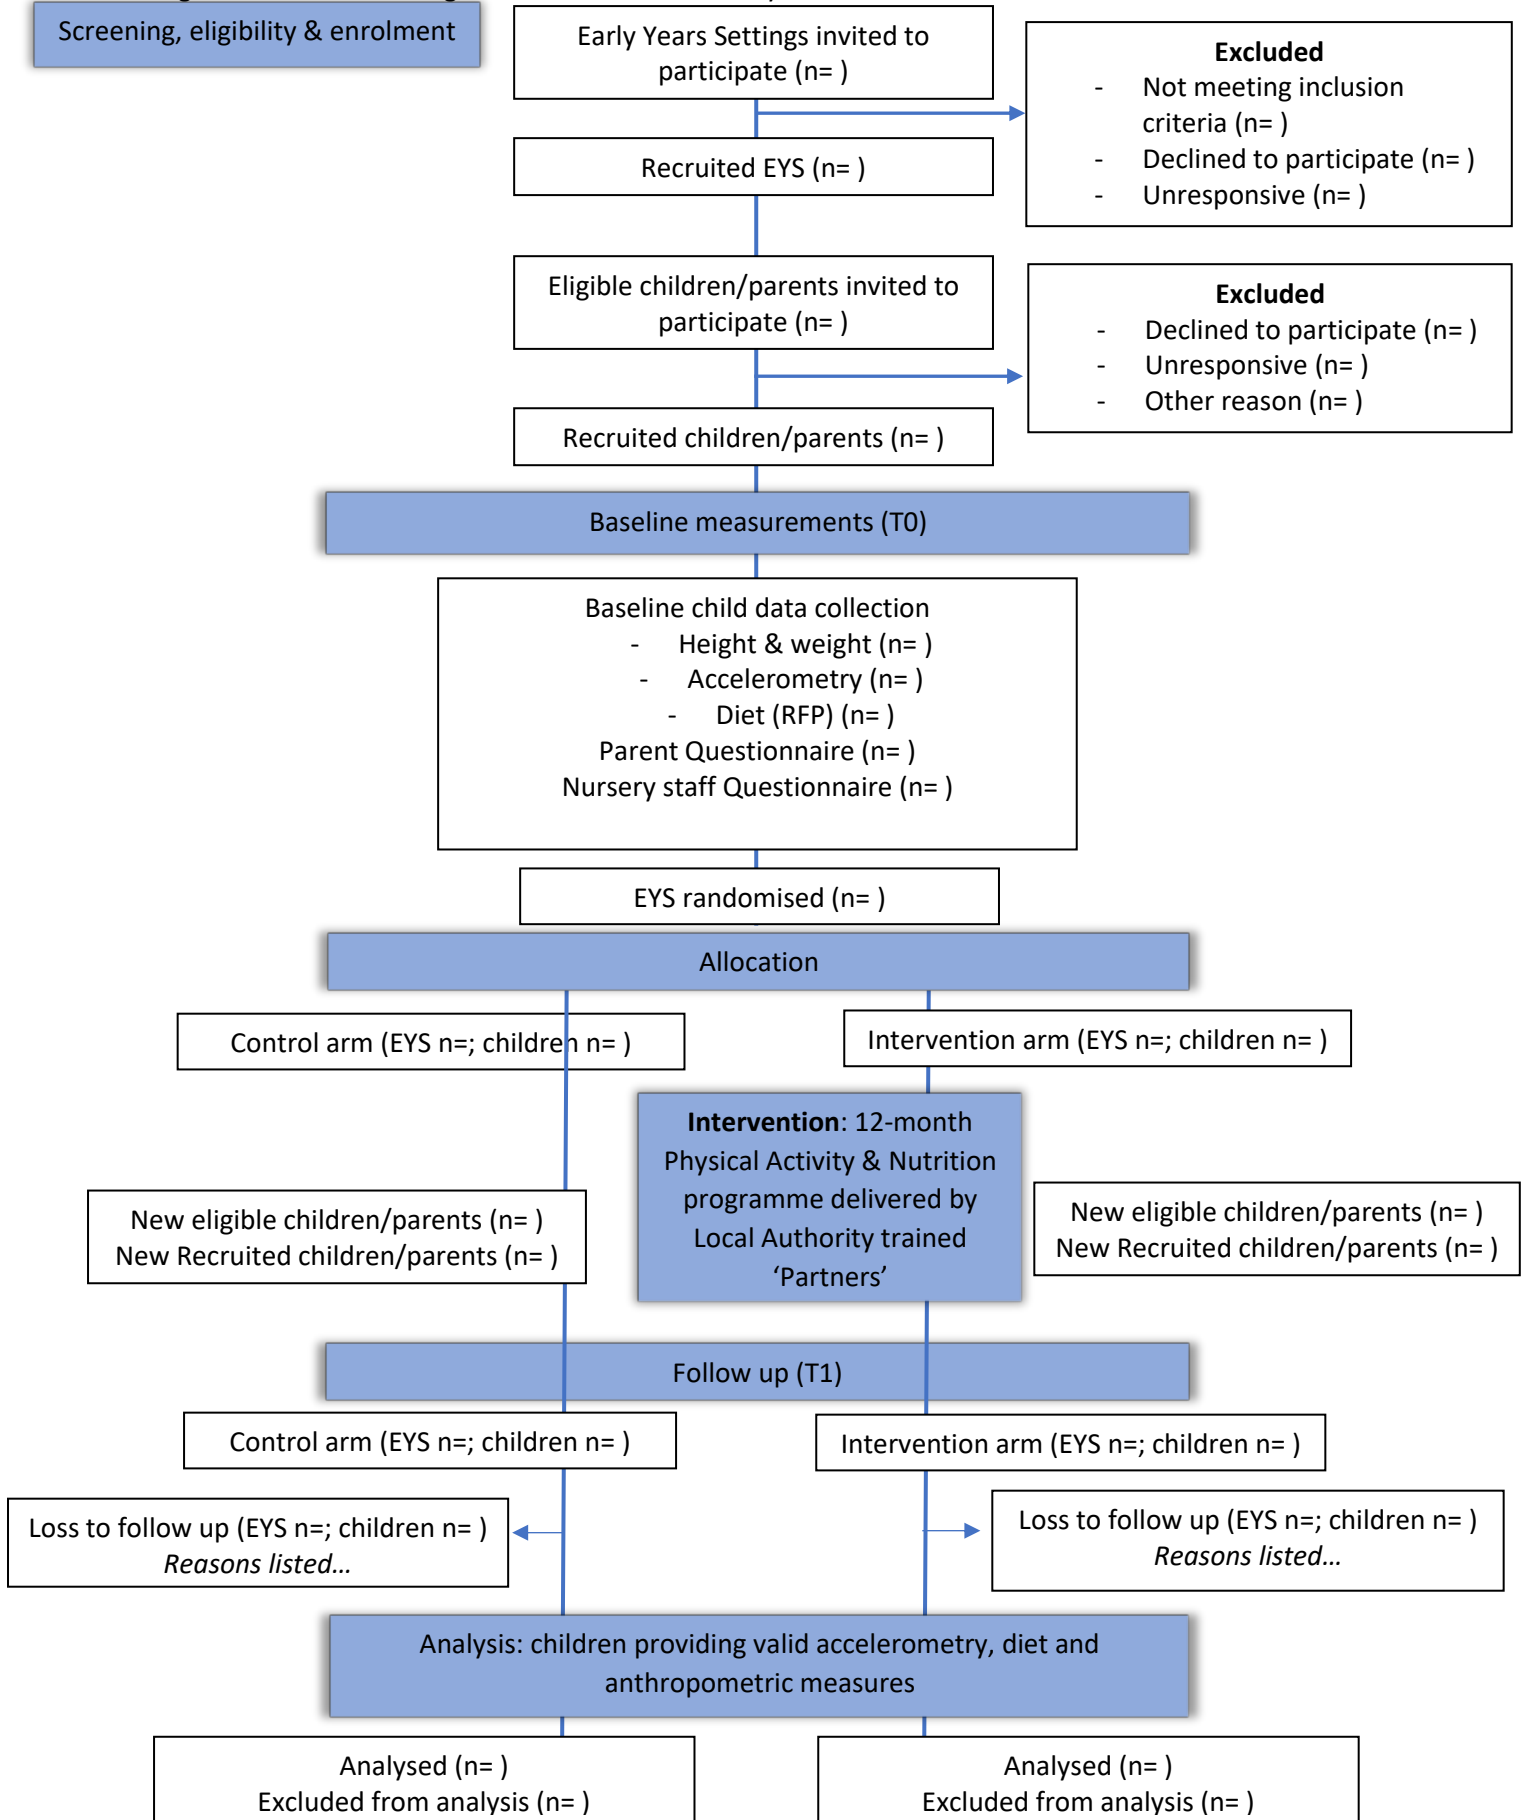 Screening, eligibility & enrolment
Early Years Settings invited to
participate (n= )
Excluded
- Not meeting inclusion
criteria (n= )
- Declined to participate (n= )
- Unresponsive (n= )
Recruited EYS (n= )
Eligible children/parents invited to
participate (n= )
Excluded
- Declined to participate (n= )
- Unresponsive (n= )
- Other reason (n= )
Recruited children/parents (n= )
Baseline measurements (T0)
Baseline child data collection
- Height & weight (n= )
- Accelerometry (n= )
- Diet (RFP) (n= )
Parent Questionnaire (n= )
Nursery staff Questionnaire (n= )
EYS randomised (n= )
Allocation
Control arm (EYS n=; children n= )
Intervention arm (EYS n=; children n= )
Intervention: 12-month
Physical Activity & Nutrition
programme delivered by
Local Authority trained
‘Partners’
New eligible children/parents (n= )
New Recruited children/parents (n= )
New eligible children/parents (n= )
New Recruited children/parents (n= )
Follow up (T1)
Control arm (EYS n=; children n= )
Intervention arm (EYS n=; children n= )
Loss to follow up (EYS n=; children n= )
Reasons listed…
Loss to follow up (EYS n=; children n= )
Reasons listed…
Analysis: children providing valid accelerometry, diet and
anthropometric measures
Analysed (n= )
Excluded from analysis (n= )
Analysed (n= )
Excluded from analysis (n= )